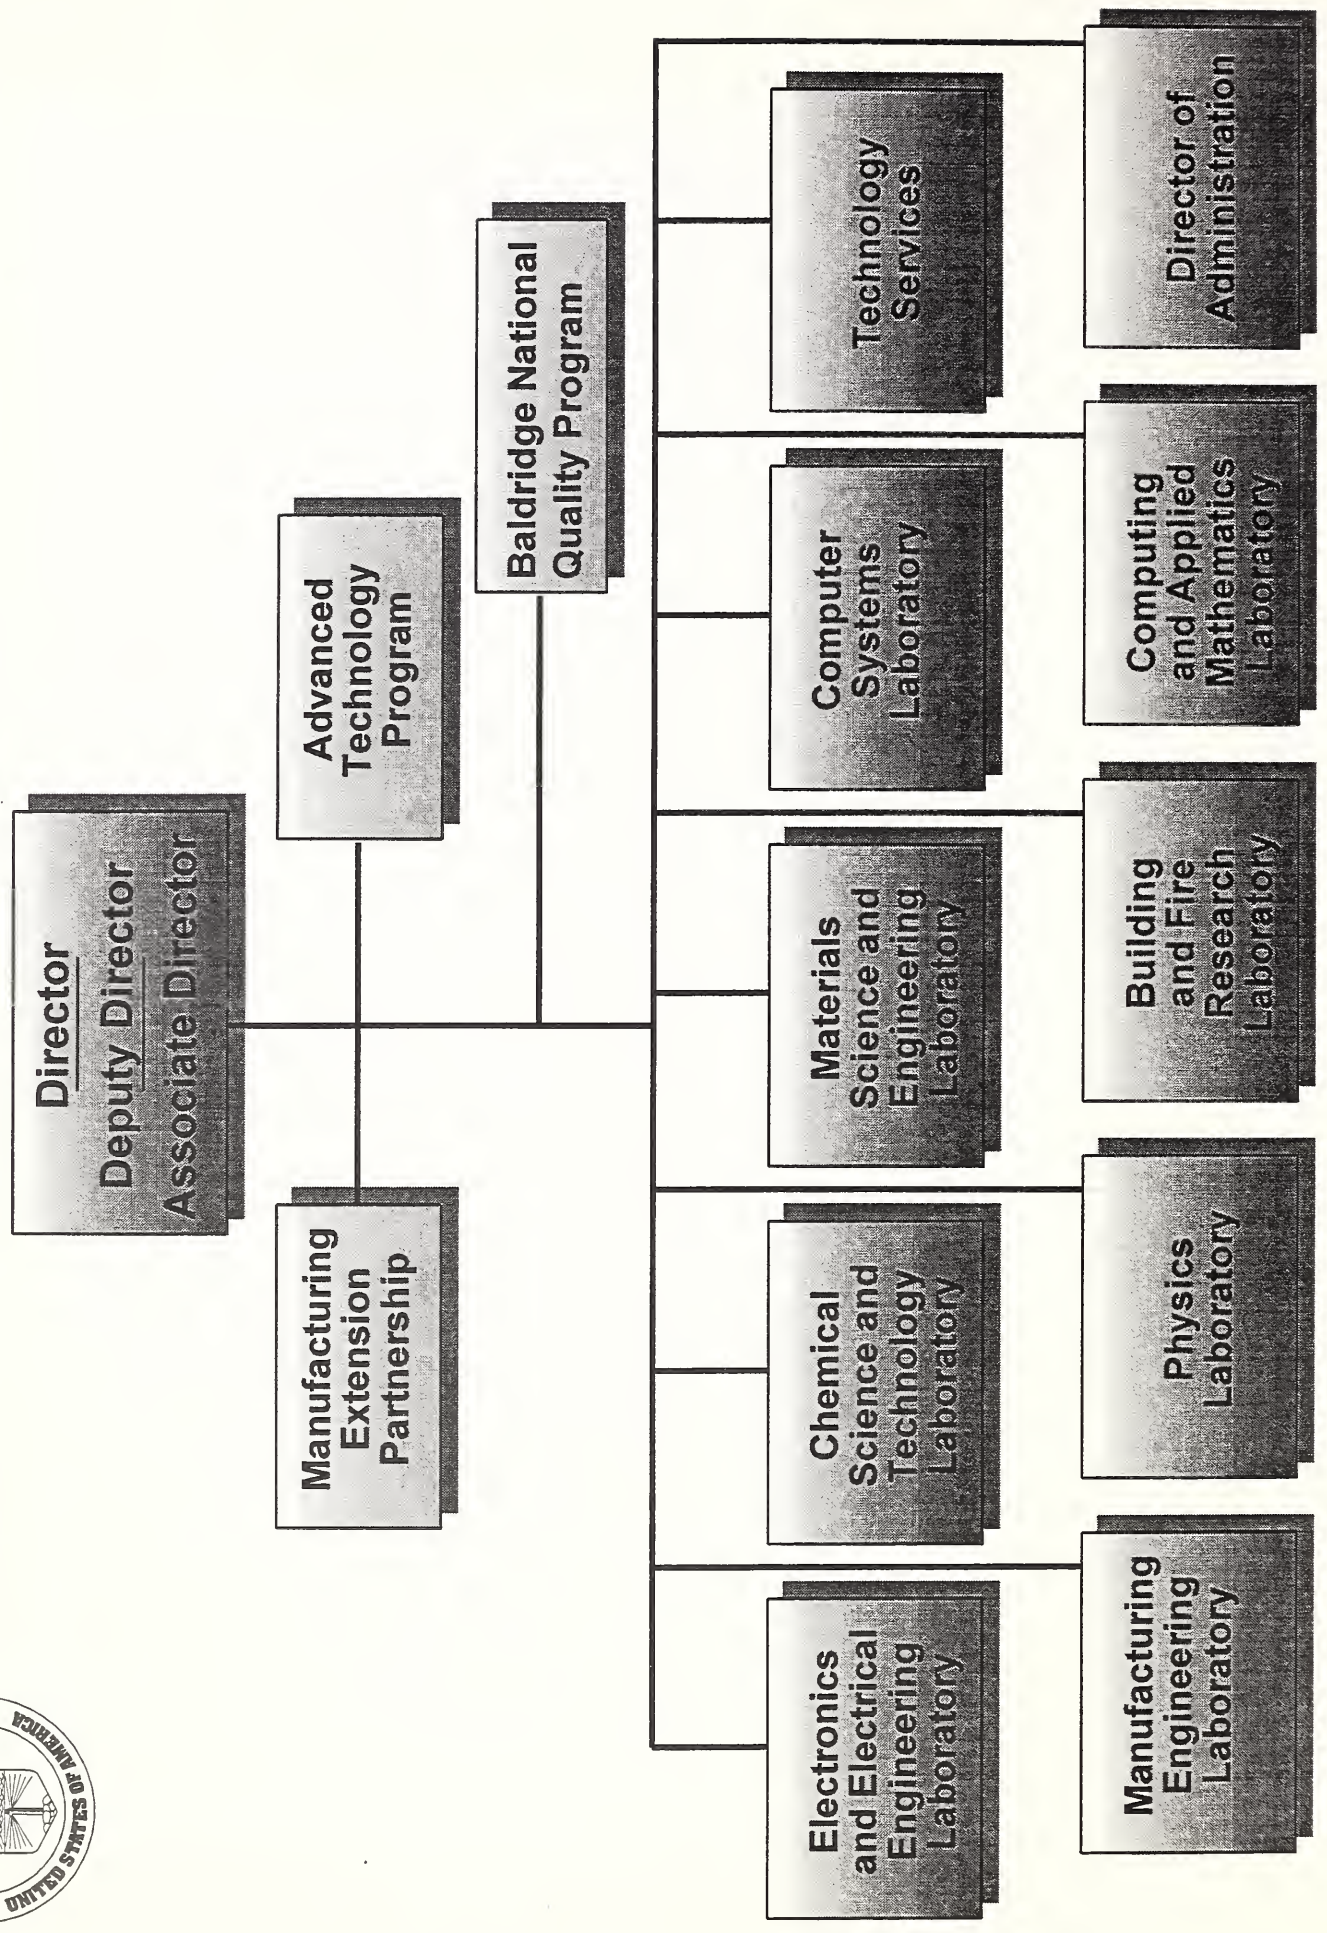 UNITED STATES OF AMERICA
Director
Deputy Director
Associate Director
Manufacturing
Extension
Partnership
Advanced
Technology
Program
Baldridge National
Quality Program
Electronics
and Electrical
Engineering
Laboratory
Chemical
Science and
Technology
Laboratory
Materials
Science and
Engineering
Laboratory
Computer
Systems
Laboratory
Technology
Services
Manufacturing
Engineering
Laboratory
Physics
Laboratory
Building
and Fire
Research
Laboratory
Computing
and Applied
Mathematics
Laboratory
Director of
Administration